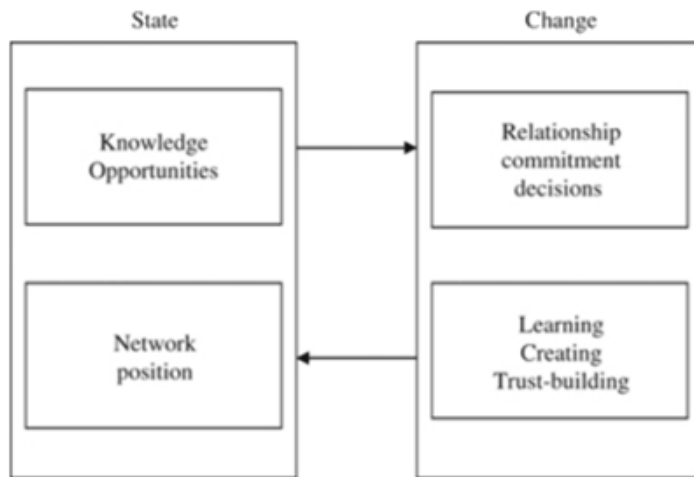 State
Change
Knowledge
Opportunities
Relationship
commitment
decisions
Network
position
Learning
Creating
Trust-building